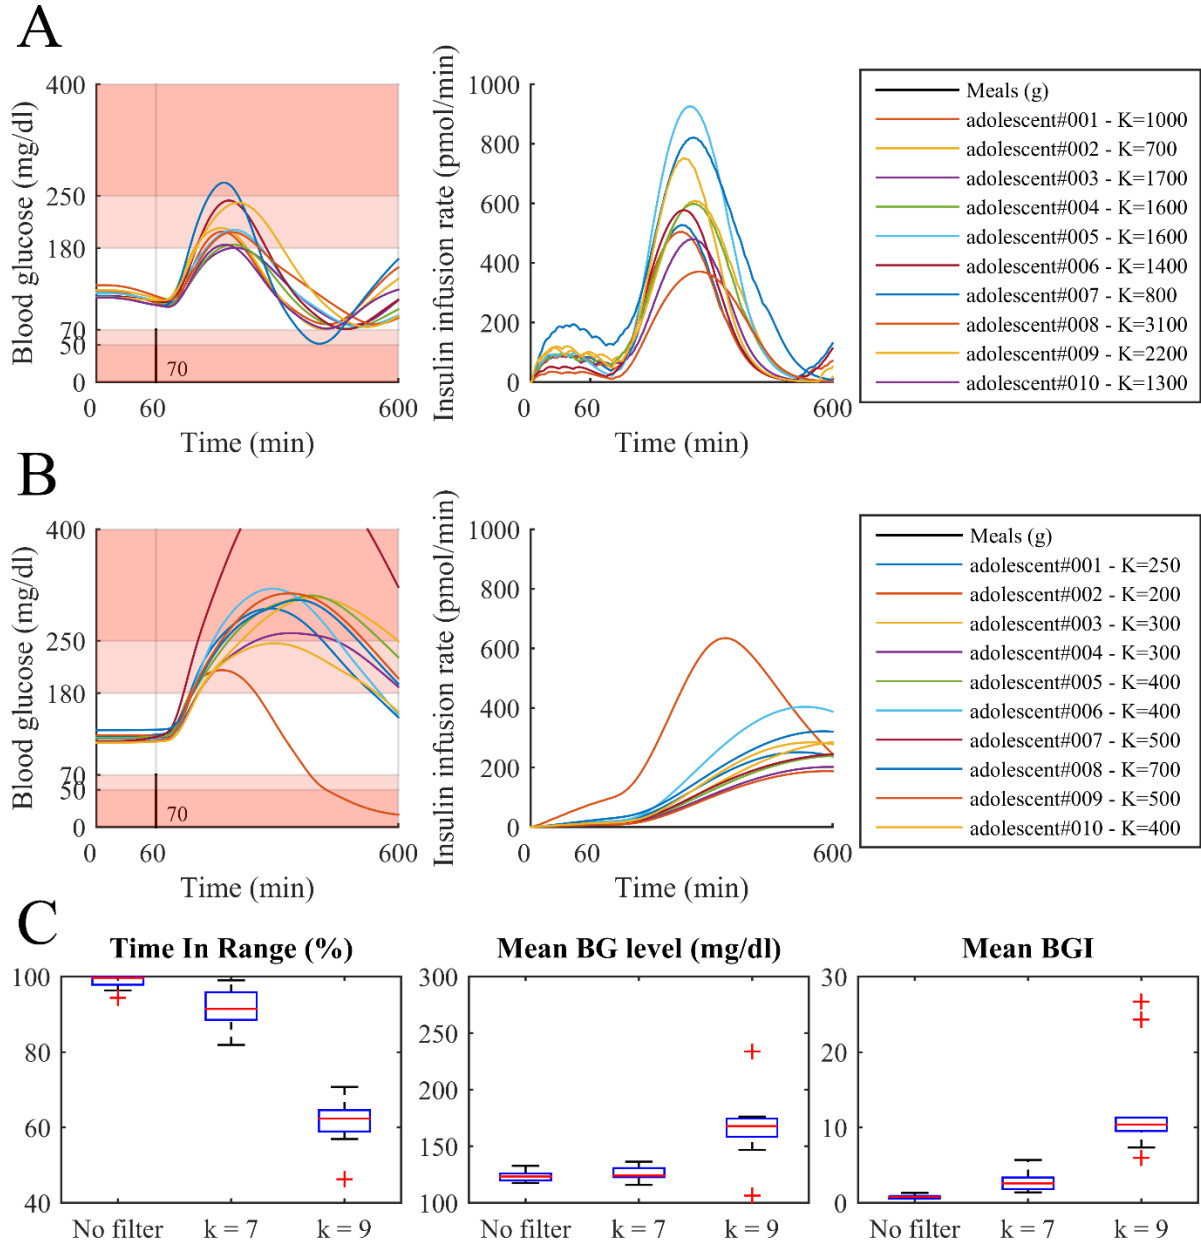 A
Blood glucose (mg/dl)
400
250
180
70
50
0
70
0
60
600
Time (min)
Insulin infusion rate (pmol/min)
1000
800
600
400
200
0
0
60
600
Time (min)
Meals (g)
adolescent#001 - K=1000
adolescent#002 - K=700
adolescent#003 - K=1700
adolescent#004 - K=1600
adolescent#005 - K=1600
adolescent#006 - K=1400
adolescent#007 - K=800
adolescent#008 - K=3100
adolescent#009 - K=2200
adolescent#010 - K=1300
B
Blood glucose (mg/dl)
400
250
180
70
50
0
70
0
60
600
Time (min)
Insulin infusion rate (pmol/min)
1000
800
600
400
200
0
0
60
600
Time (min)
Meals (g)
adolescent#001 - K=250
adolescent#002 - K=200
adolescent#003 - K=300
adolescent#004 - K=300
adolescent#005 - K=400
adolescent#006 - K=400
adolescent#007 - K=500
adolescent#008 - K=700
adolescent#009 - K=500
adolescent#010 - K=400
C
Time In Range (%)
100
80
60
40
No filter k = 7 k = 9
Mean BG level (mg/dl)
300
250
200
150
100
No filter k = 7 k = 9
Mean BGI
30
20
10
0
No filter k = 7 k = 9